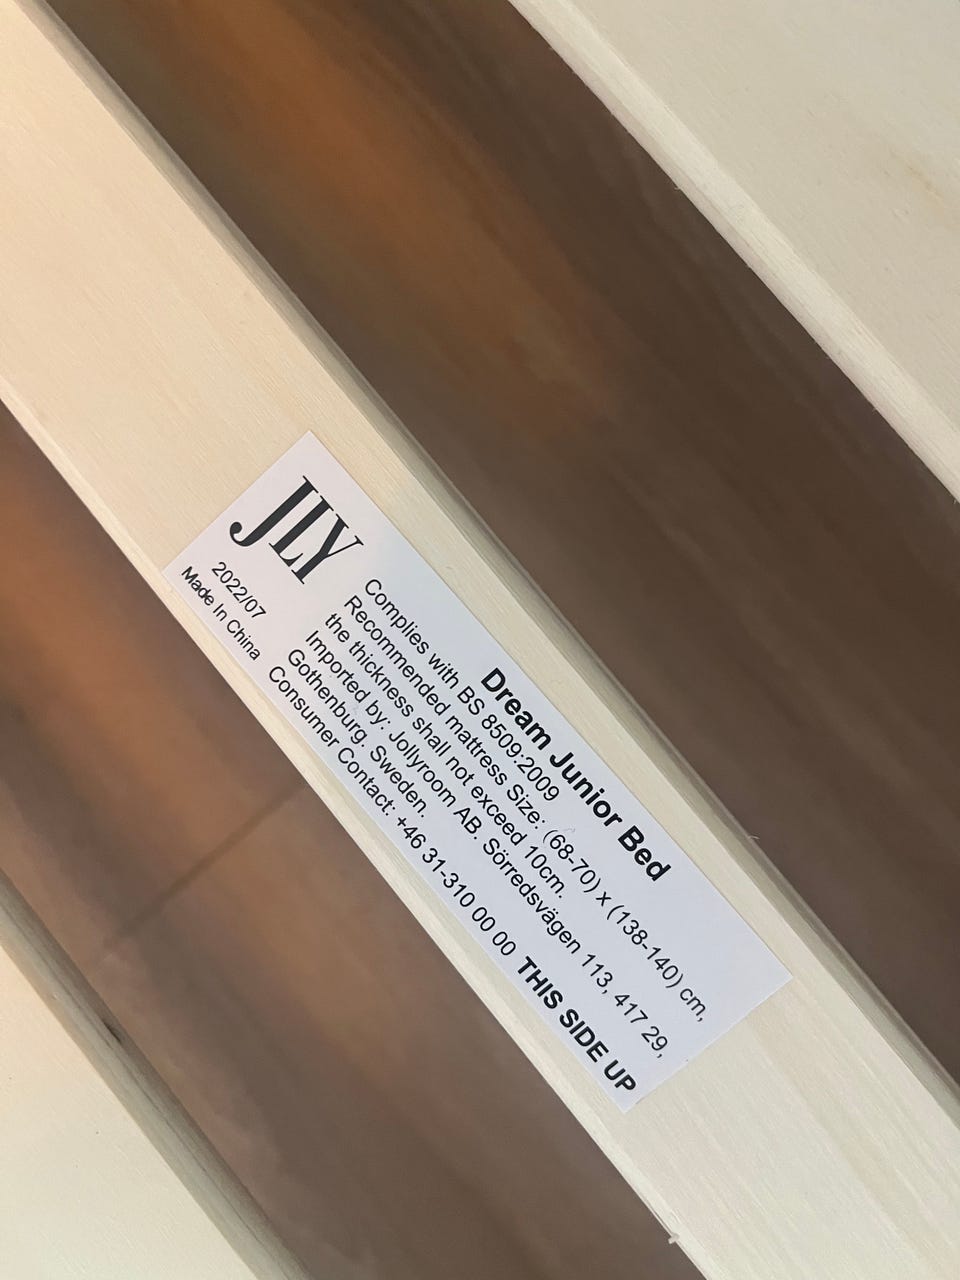 JLY
2022/07
Made In China
Dream Junior Bed
Complies with BS 8509:2009
Recommended mattress Size: (68-70) x (138-140) cm,
the thickness shall not exceed 10cm.
Imported by: Jollyroom AB. Sörredsvägen 113, 417 29,
Gothenburg. Sweden.
Consumer Contact: +46 31-310 00 00 THIS SIDE UP